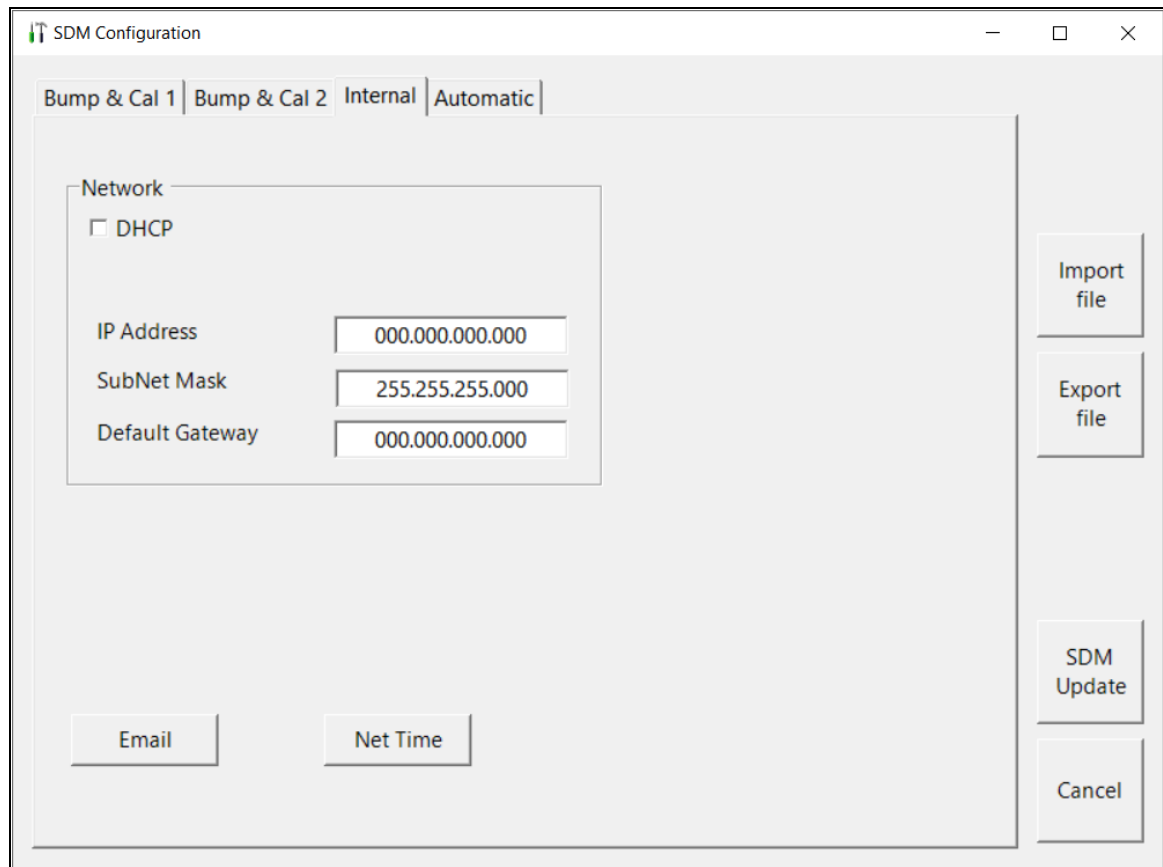 SDM Configuration
Bump & Cal 1
Bump & Cal 2
Internal
Automatic
Network
DHCP
IP Address
000.000.000.000
SubNet Mask
255.255.255.000
Default Gateway
000.000.000.000
Email
Net Time
Import
file
Export
file
SDM
Update
Cancel